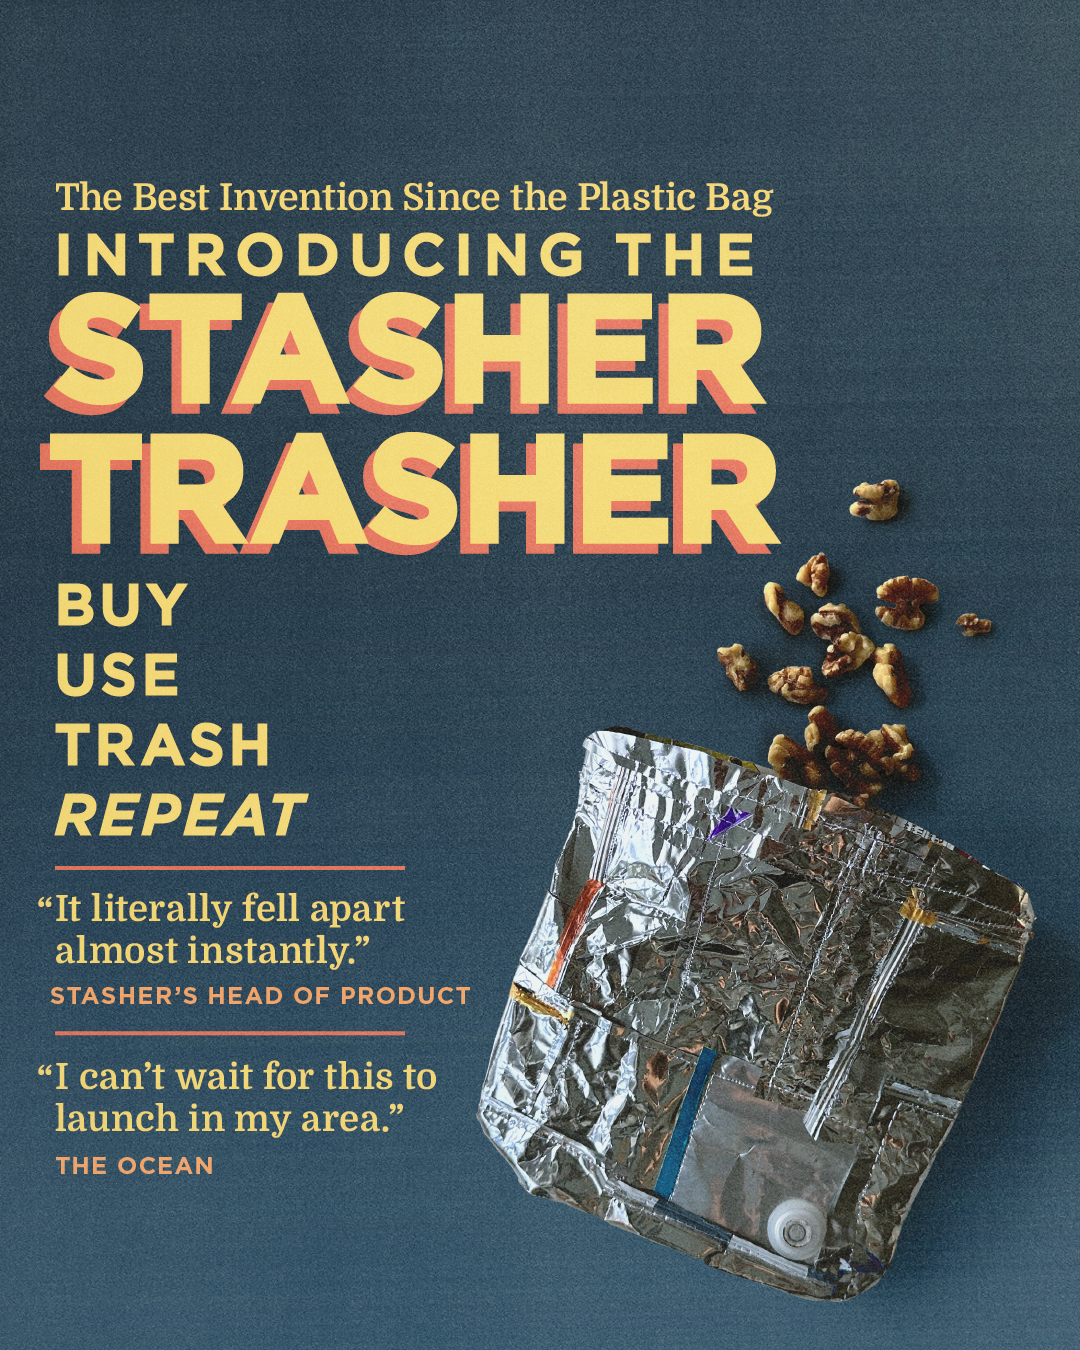 The Best Invention Since the Plastic Bag
INTRODUCING THE
STASHER
TRASHER
BUY
USE
TRASH
REPEAT
“It literally fell apart
almost instantly.”
STASHER’S HEAD OF PRODUCT
“I can’t wait for this to
launch in my area.”
THE OCEAN